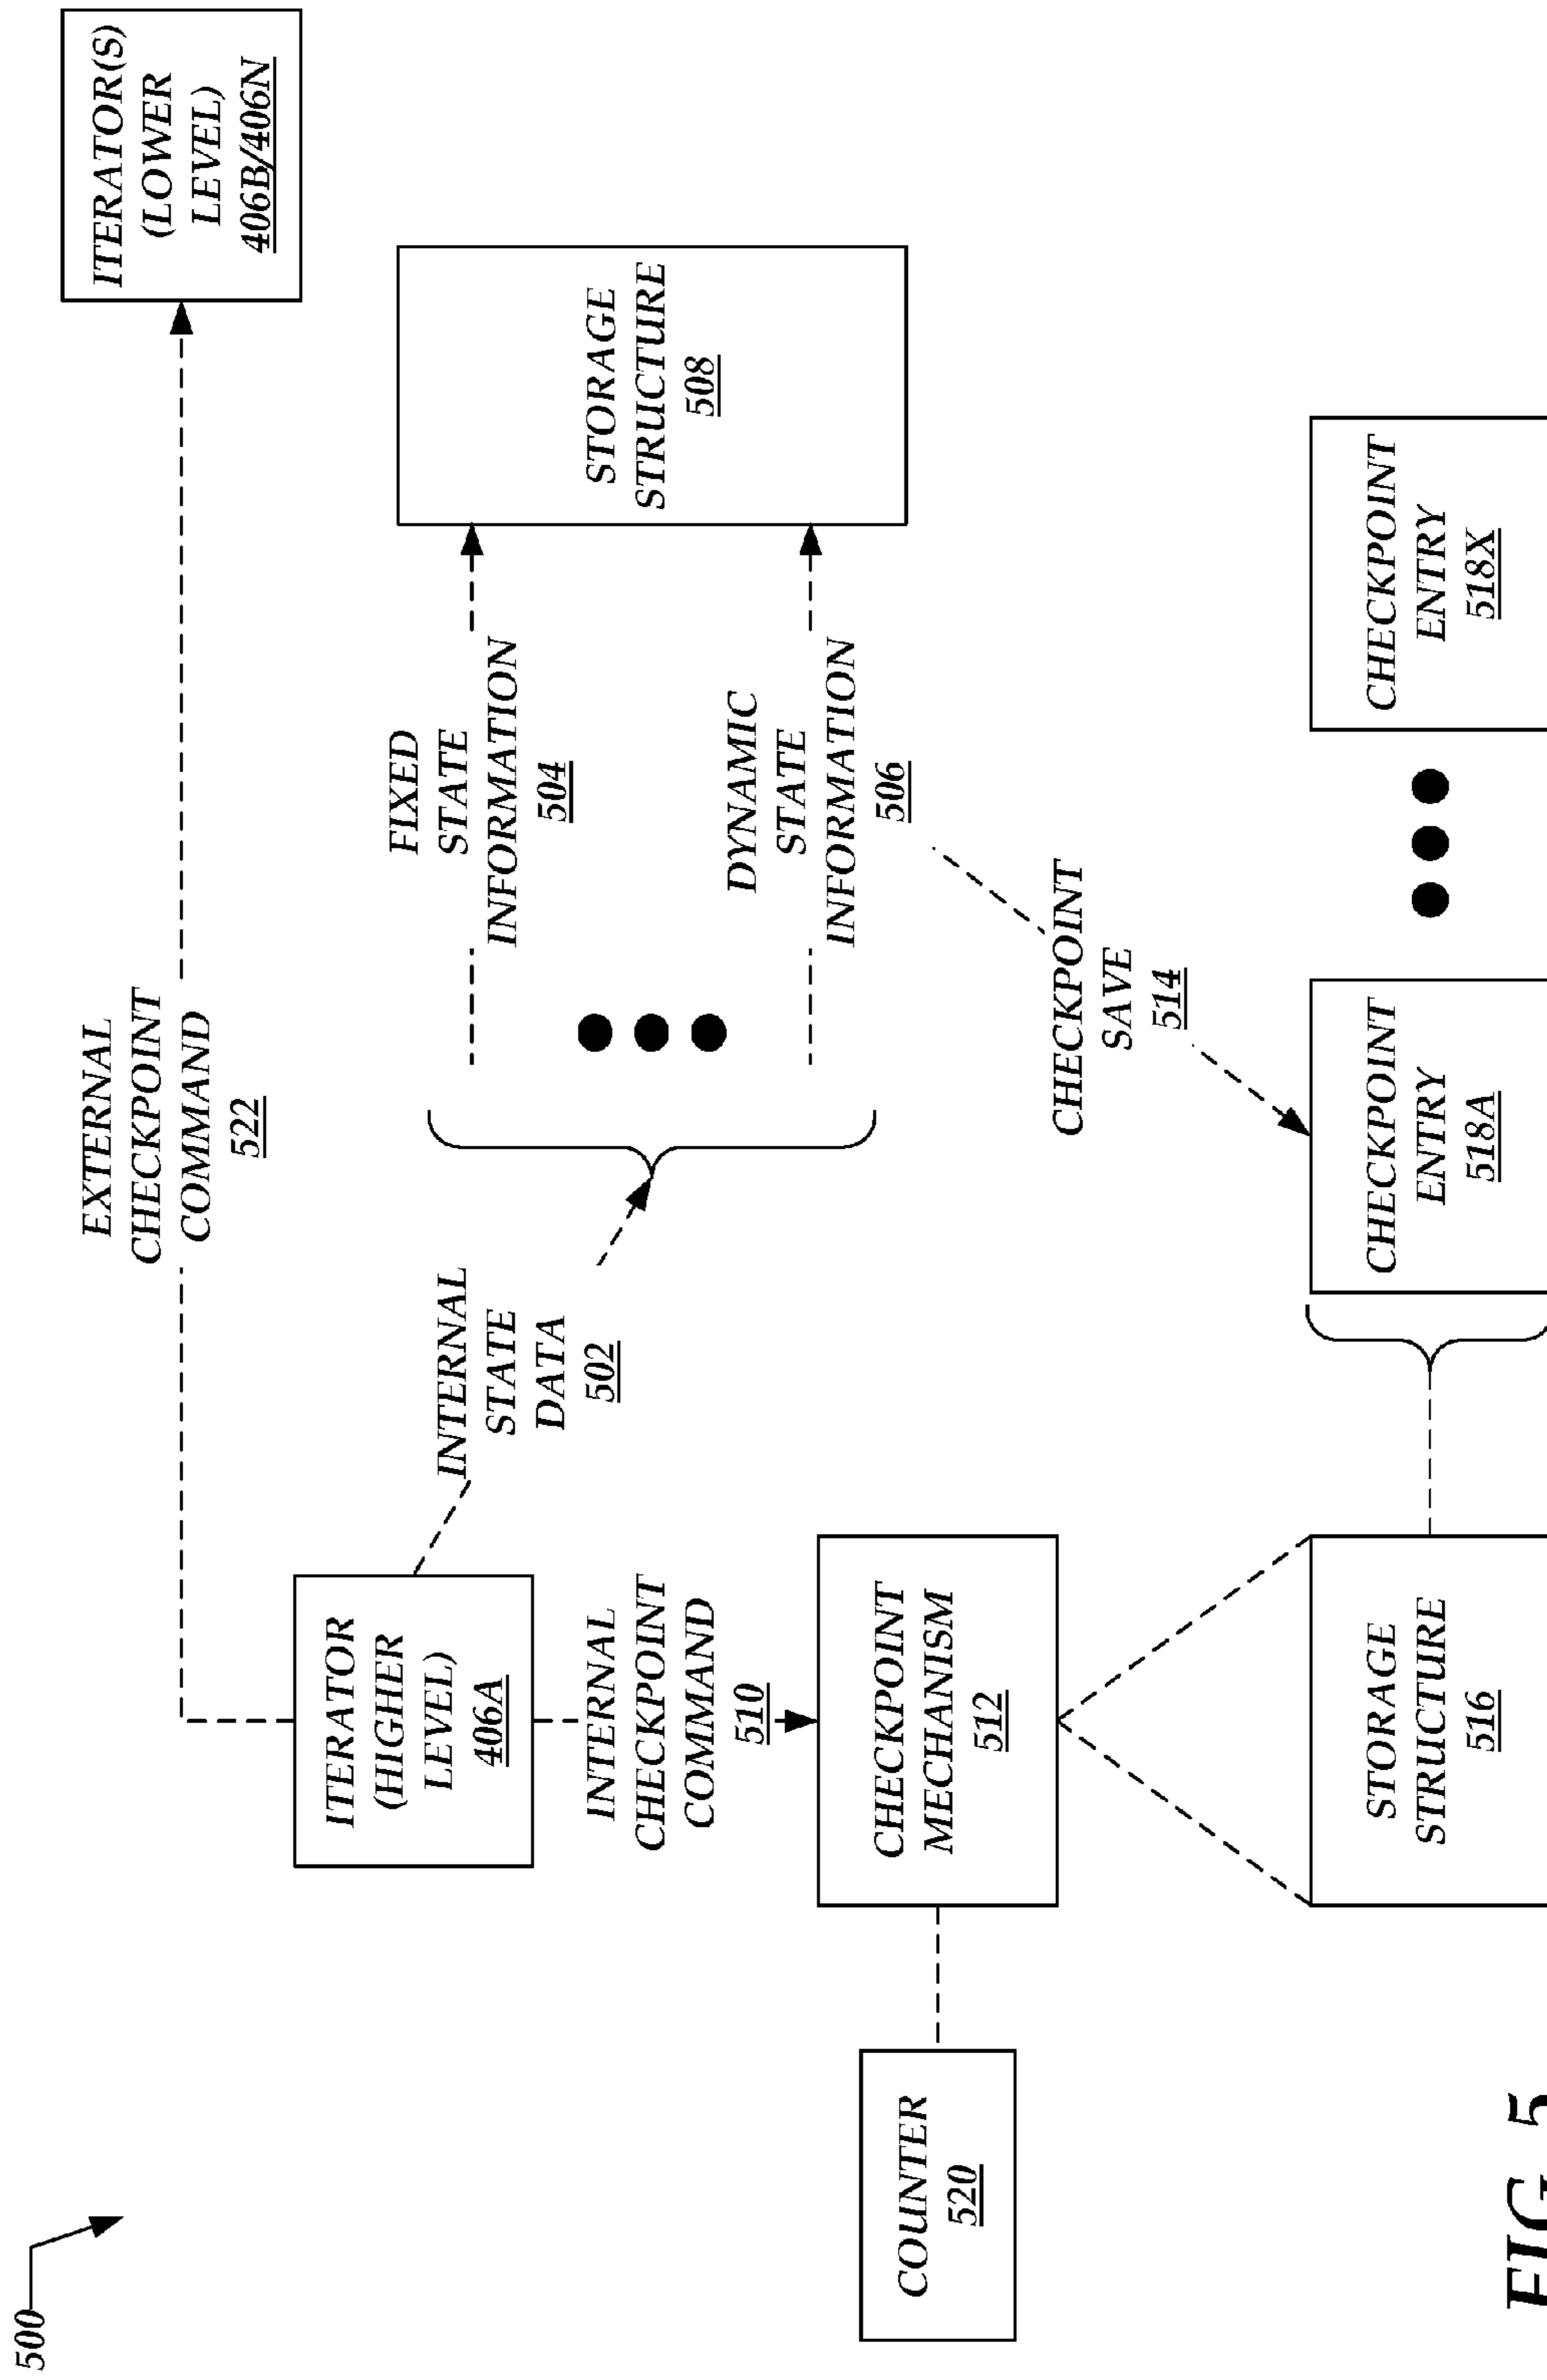 500
EXTERNAL
CHECKPOINT
COMMAND
522
ITERATOR(S)
(LOWER
LEVEL)
406B/406N
ITERATOR
(HIGHER
LEVEL)
406A
INTERNAL
STATE
DATA
502
FIXED
STATE
INFORMATION
504
DYNAMIC
STATE
INFORMATION
506
STORAGE
STRUCTURE
508
INTERNAL
CHECKPOINT
COMMAND
510
COUNTER
520
CHECKPOINT
MECHANISM
512
CHECKPOINT
SAVE
514
STORAGE
STRUCTURE
516
CHECKPOINT
ENTRY
518A
CHECKPOINT
ENTRY
518X
FIG. 5